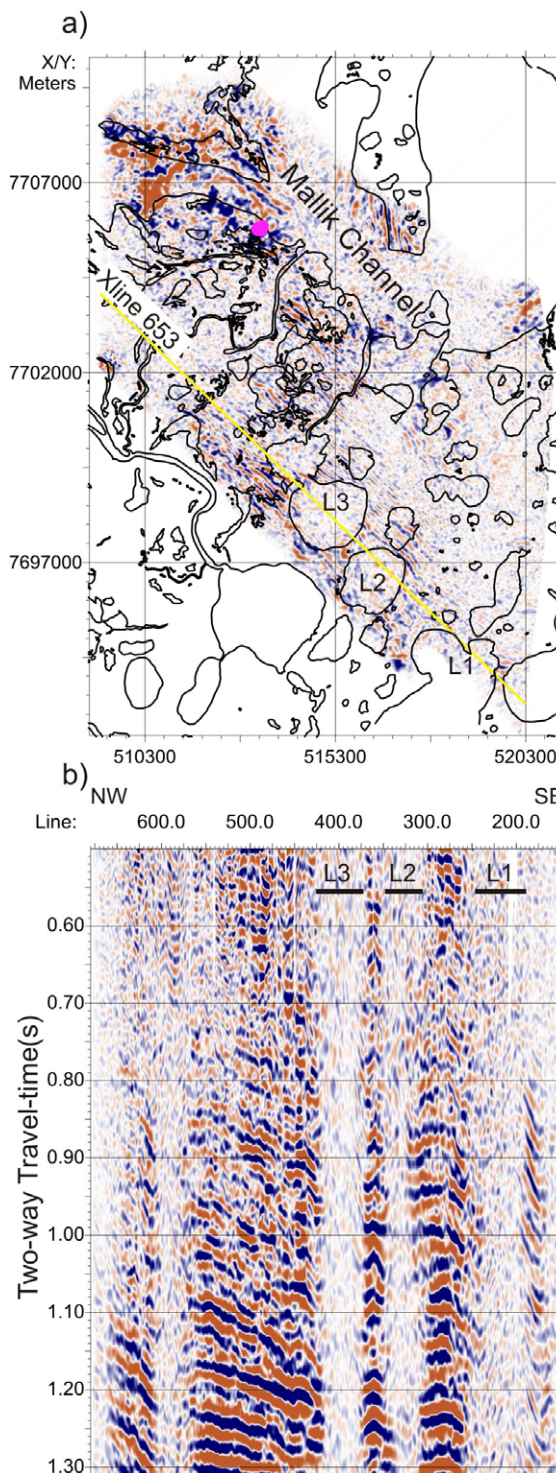 a)
X/Y:
Meters
7707000
Mallik Channel
Xline 653
7702000
L3
7697000
L2
L1
510300 515300 520300
b)
NW SE
Line: 600.0 500.0 400.0 300.0 200.0
L3 L2 L1
0.60
0.70
0.80
0.90
1.00
1.10
1.20
1.30
Two-way Travel-time(s)